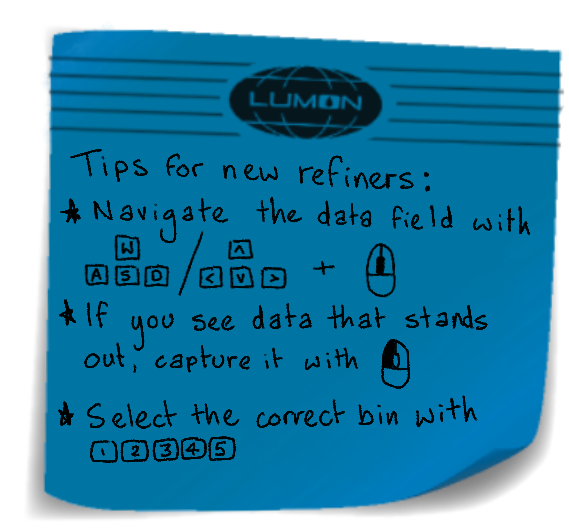 LUMON
Tips for new refiners:
★ Navigate the data field with
W ^
A S D / < v > +
★ If you see data that stands
out, capture it with
★ Select the correct bin with
1 2 3 4 5